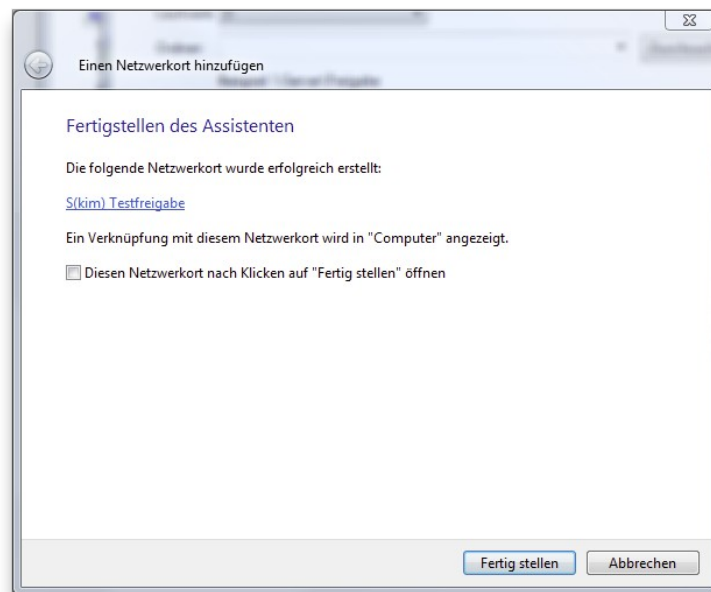 Ordner:
Einen Netzwerkort hinzufügen
Fertigstellen des Assistenten
Die folgende Netzwerkort wurde erfolgreich erstellt:
S(kim) Testfreigabe
Ein Verknüpfung mit diesem Netzwerkort wird in "Computer" angezeigt.
Diesen Netzwerkort nach Klicken auf "Fertig stellen" öffnen
Fertig stellen
Abbrechen